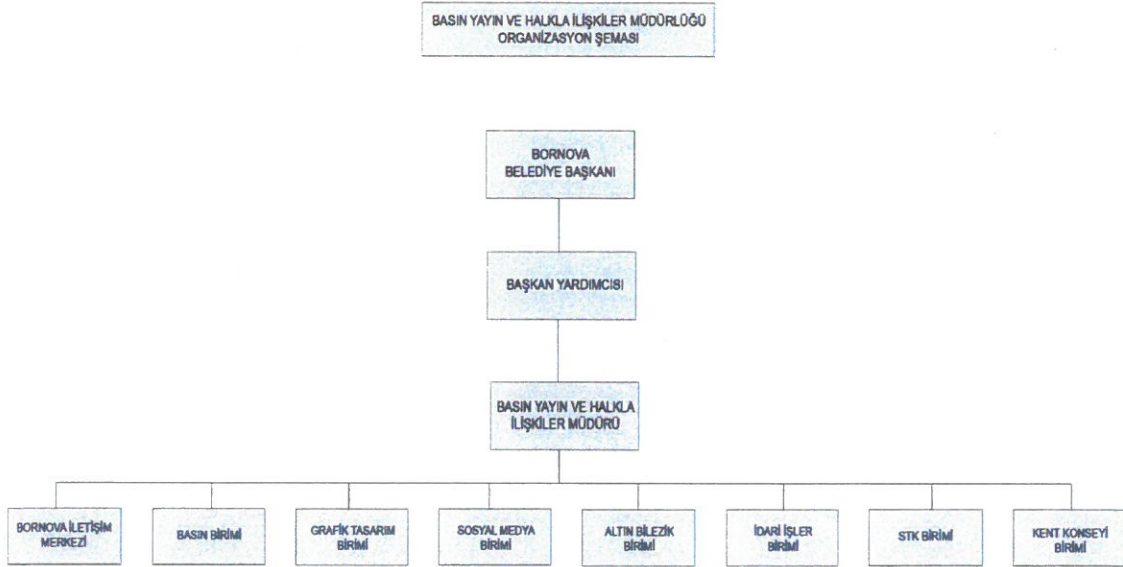 BASIN YAYIN VE HALKLA İLİŞKİLER MÜDÜRLÜĞÜ
ORGANİZASYON ŞEMASI
BORNOVA
BELEDİYE BAŞKANI
BAŞKAN YARDIMCISI
BASIN YAYIN VE HALKLA
İLİŞKİLER MÜDÜRÜ
BORNOVA İLETİŞİM
MERKEZİ
BASIN BİRİMİ
GRAFİK TASARIM
BİRİMİ
SOSYAL MEDYA
BİRİMİ
ALTIN BİLEZİK
BİRİMİ
İDARİ İŞLER
BİRİMİ
STK BİRİMİ
KENT KONSEYİ
BİRİMİ